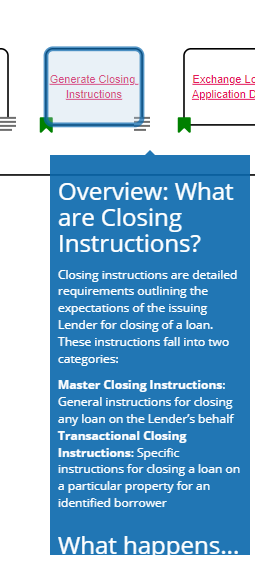 Generate Closing
Instructions
Exchange Lo
Application D
Overview: What
are Closing
Instructions?
Closing instructions are detailed
requirements outlining the
expectations of the issuing
Lender for closing of a loan.
These instructions fall into two
categories:
Master Closing Instructions:
General instructions for closing
any loan on the Lender’s behalf
Transactional Closing
Instructions: Specific
instructions for closing a loan on
a particular property for an
identified borrower
What happens...